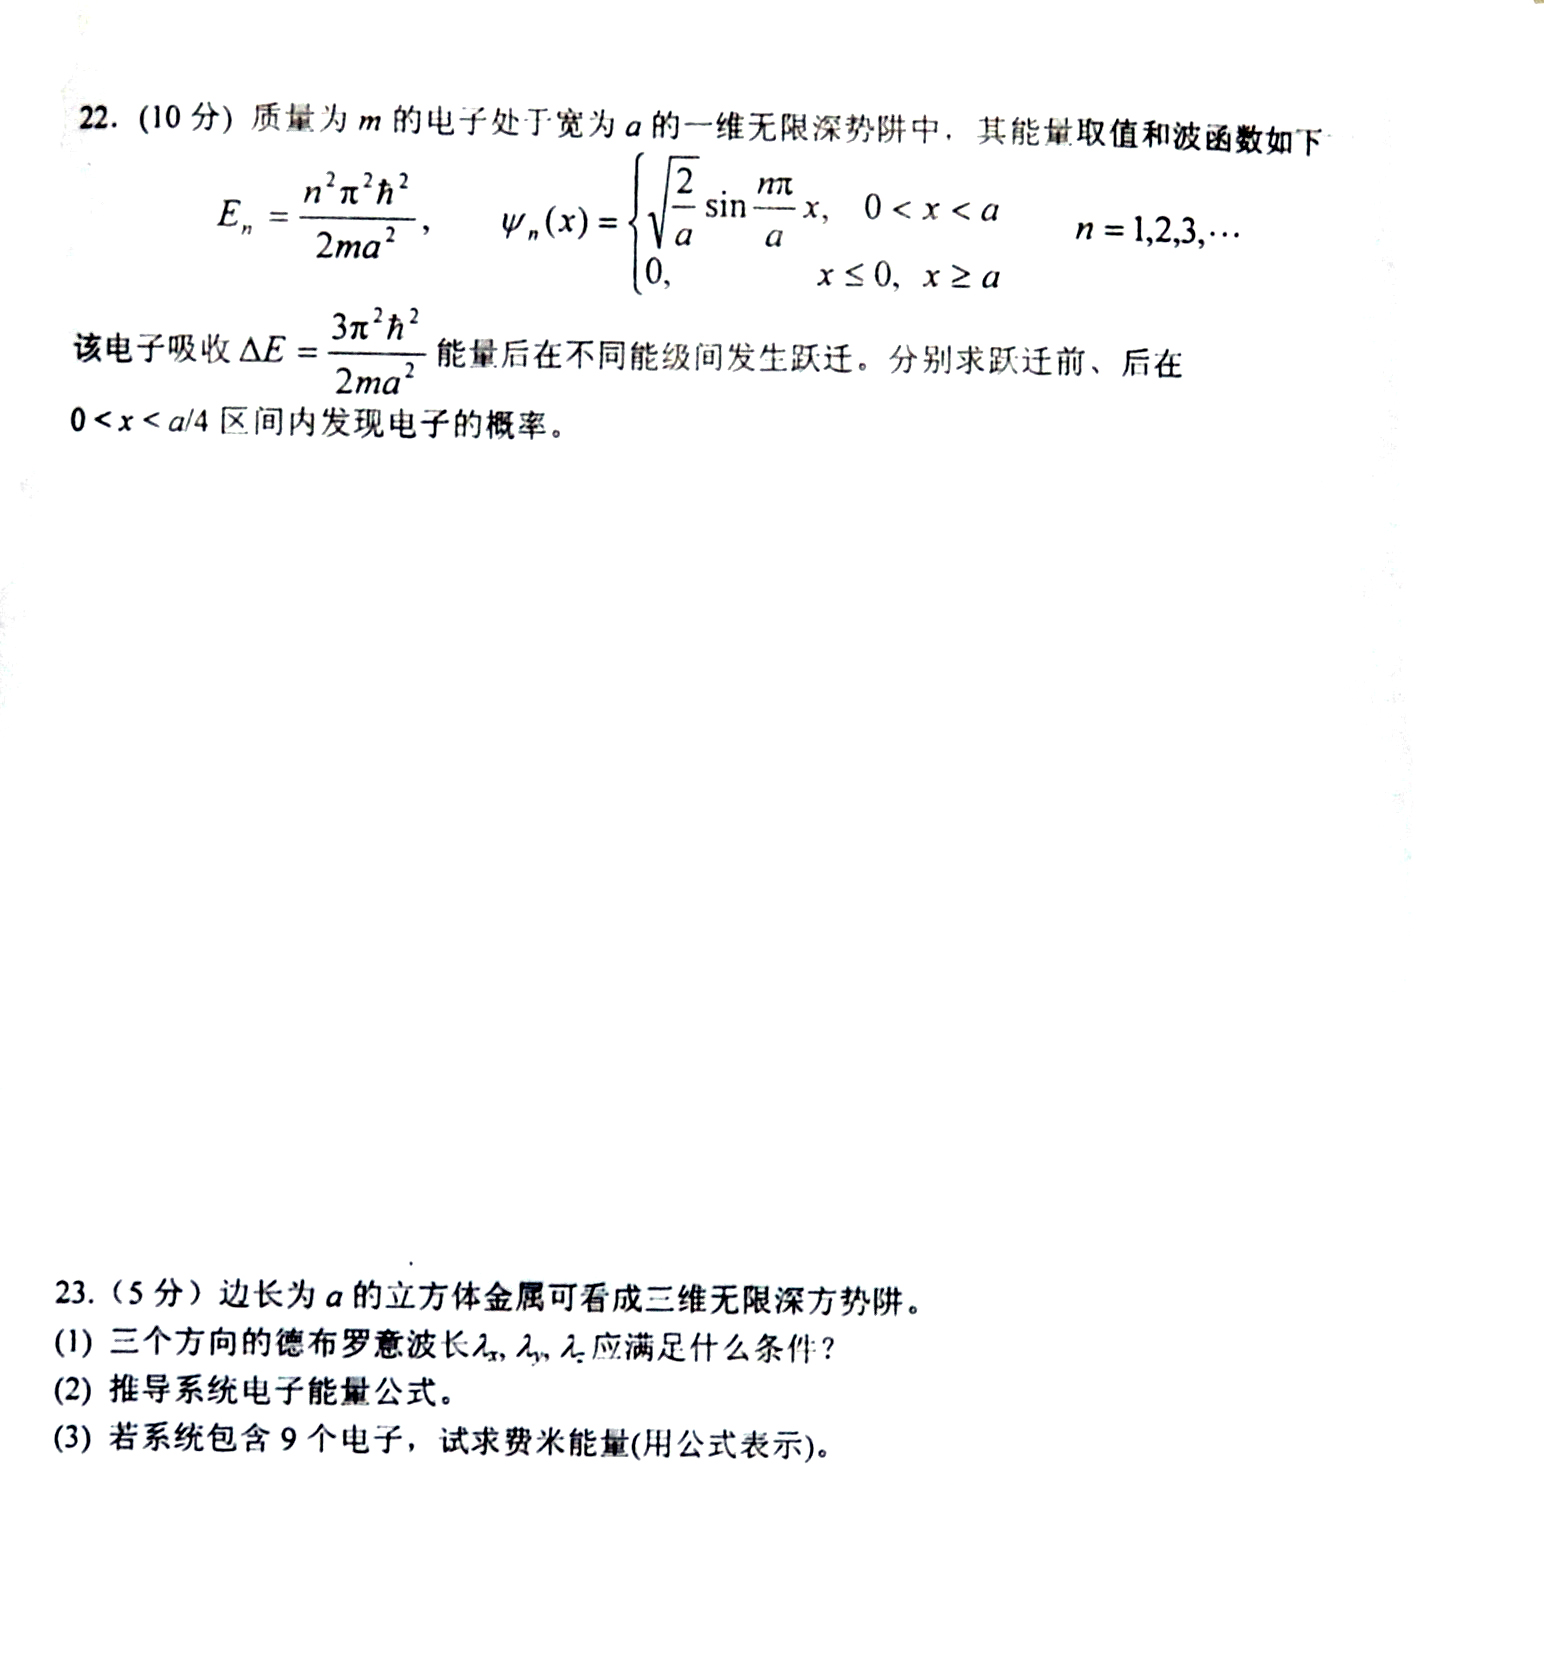 22. (10 分) 质量为 m 的电子处于宽为 a 的一维无限深势阱中，其能量取值和波函数如下
Eₙ = n²π²ħ² / 2ma², ψₙ(x) = { √(2/a) sin (nπ/a) x, 0 < x < a; 0, x ≤ 0, x ≥ a n = 1,2,3,⋯
该电子吸收 ΔE = 3π²ħ² / 2ma² 能量后在不同能级间发生跃迁。分别求跃迁前、后在
0 < x < a/4 区间内发现电子的概率。
23.（5 分）边长为 a 的立方体金属可看成三维无限深方势阱。
(1) 三个方向的德布罗意波长 λx, λy, λz 应满足什么条件？
(2) 推导系统电子能量公式。
(3) 若系统包含 9 个电子，试求费米能量(用公式表示)。